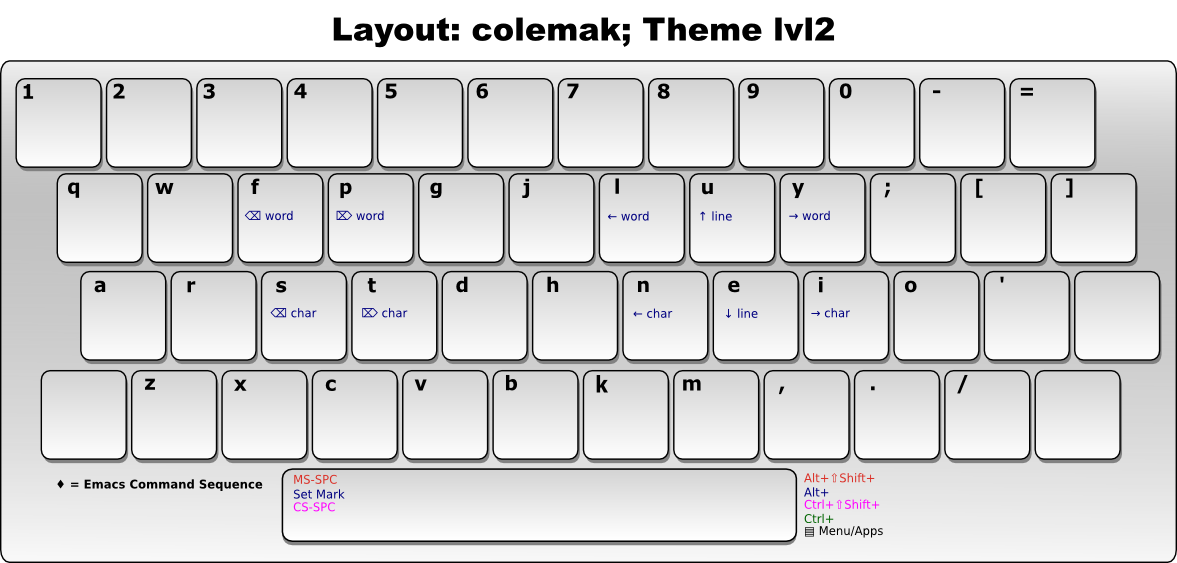 Layout: colemak; Theme lvl2
1 2 3 4 5 6 7 8 9 0 - =
q w f p g j l u y ; [ ]
⌫ word ⌦ word ← word ↑ line → word
a r s t d h n e i o '
⌫ char ⌦ char ← char ↓ line → char
z x c v b k m , . /
♦ = Emacs Command Sequence
MS-SPC
Set Mark
CS-SPC
Alt+⇧Shift+
Alt+
Ctrl+⇧Shift+
Ctrl+
▤ Menu/Apps